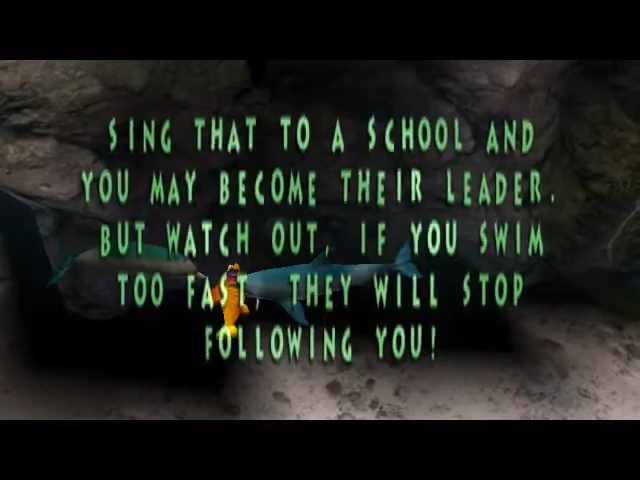 SING THAT TO A SCHOOL AND
YOU MAY BECOME THEIR LEADER.
BUT WATCH OUT, IF YOU SWIM
TOO FAST, THEY WILL STOP
FOLLOWING YOU!